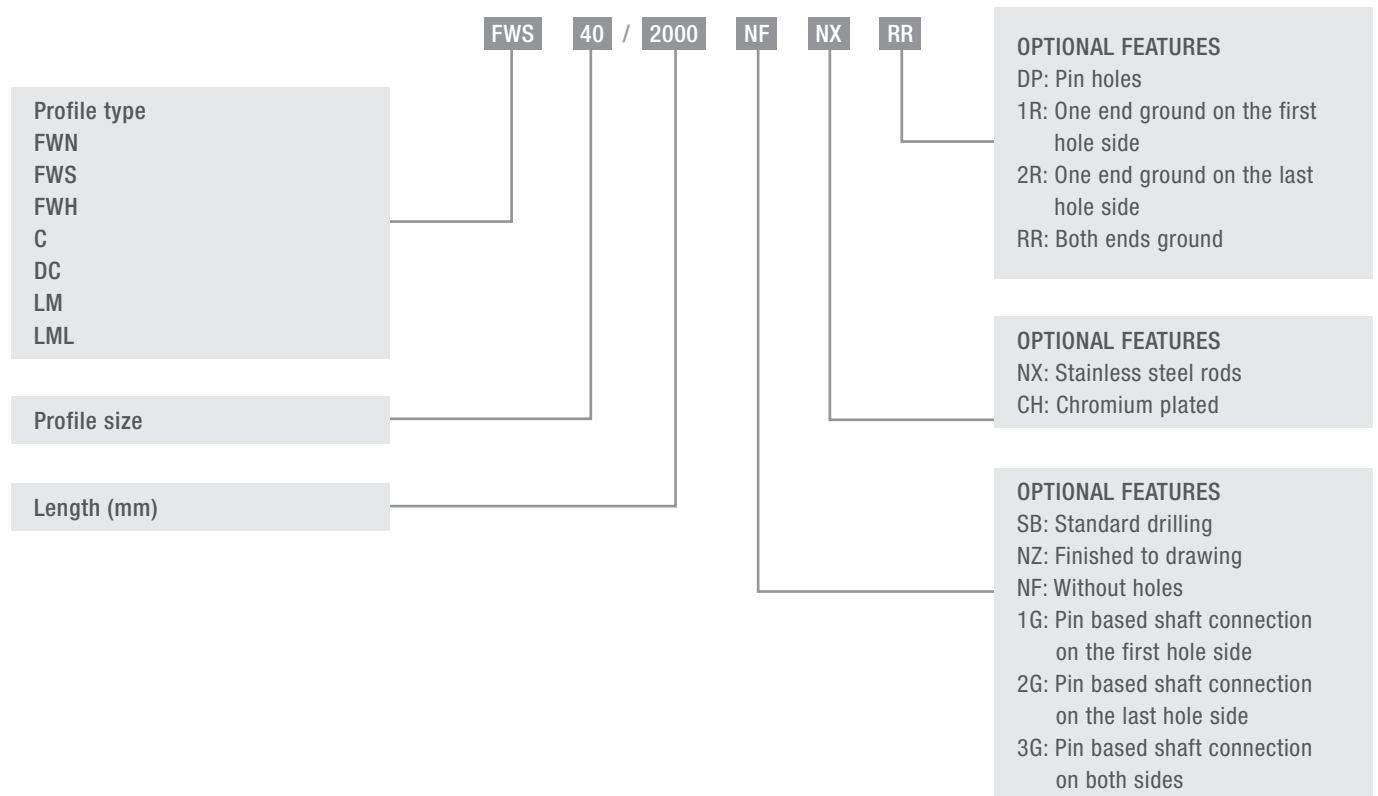 FWS 40 / 2000 NF NX RR
Profile type
FWN
FWS
FWH
C
DC
LM
LML
Profile size
Length (mm)
OPTIONAL FEATURES
DP: Pin holes
1R: One end ground on the first
hole side
2R: One end ground on the last
hole side
RR: Both ends ground
OPTIONAL FEATURES
NX: Stainless steel rods
CH: Chromium plated
OPTIONAL FEATURES
SB: Standard drilling
NZ: Finished to drawing
NF: Without holes
1G: Pin based shaft connection
on the first hole side
2G: Pin based shaft connection
on the last hole side
3G: Pin based shaft connection
on both sides